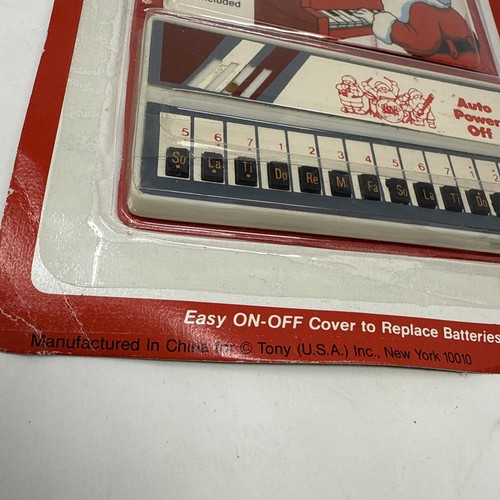 included
Auto
Power
Off
5 6 7 1 2 3 4 5 6 7 1 2
So La Ti Do Re Mi Fa So La Ti Do
Easy ON-OFF Cover to Replace Batteries
Manufactured In China for © Tony (U.S.A.) Inc., New York 10010